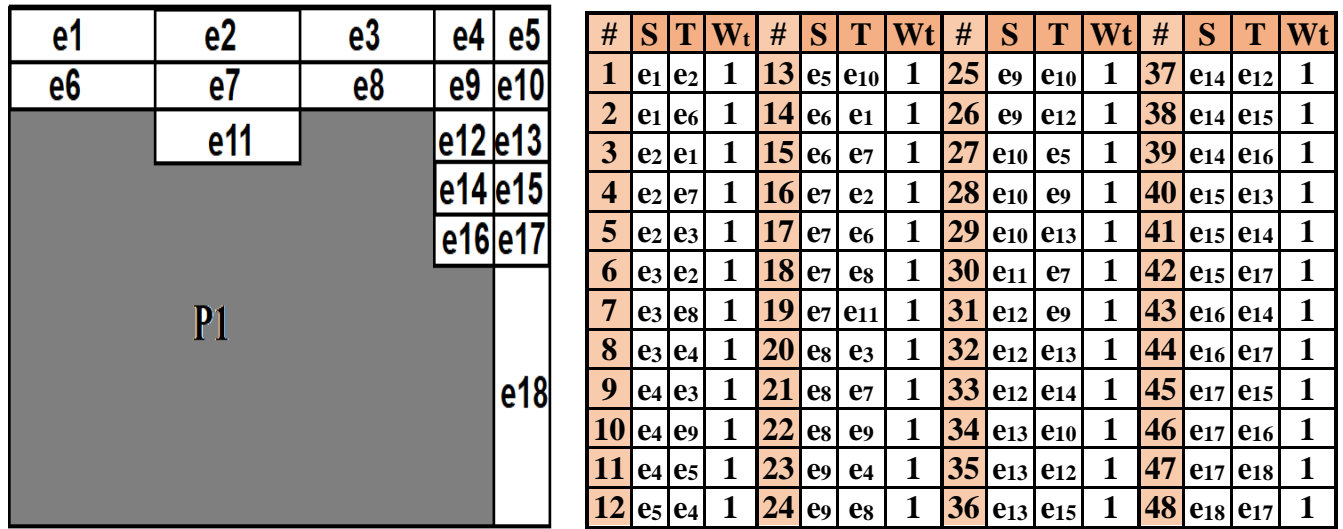 e1 e2 e3 e4 e5
e6 e7 e8 e9 e10
e11 e12 e13
e14 e15
e16 e17
P1
e18
# S T Wt # S T Wt # S T Wt # S T Wt
1 e1 e2 1 13 e5 e10 1 25 e9 e10 1 37 e14 e12 1
2 e1 e6 1 14 e6 e1 1 26 e9 e12 1 38 e14 e15 1
3 e2 e1 1 15 e6 e7 1 27 e10 e5 1 39 e14 e16 1
4 e2 e7 1 16 e7 e2 1 28 e10 e9 1 40 e15 e13 1
5 e2 e3 1 17 e7 e6 1 29 e10 e13 1 41 e15 e14 1
6 e3 e2 1 18 e7 e8 1 30 e11 e7 1 42 e15 e17 1
7 e3 e8 1 19 e7 e11 1 31 e12 e9 1 43 e16 e14 1
8 e3 e4 1 20 e8 e3 1 32 e12 e13 1 44 e16 e17 1
9 e4 e3 1 21 e8 e7 1 33 e12 e14 1 45 e17 e15 1
10 e4 e9 1 22 e8 e9 1 34 e13 e10 1 46 e17 e16 1
11 e4 e5 1 23 e9 e4 1 35 e13 e12 1 47 e17 e18 1
12 e5 e4 1 24 e9 e8 1 36 e13 e15 1 48 e18 e17 1